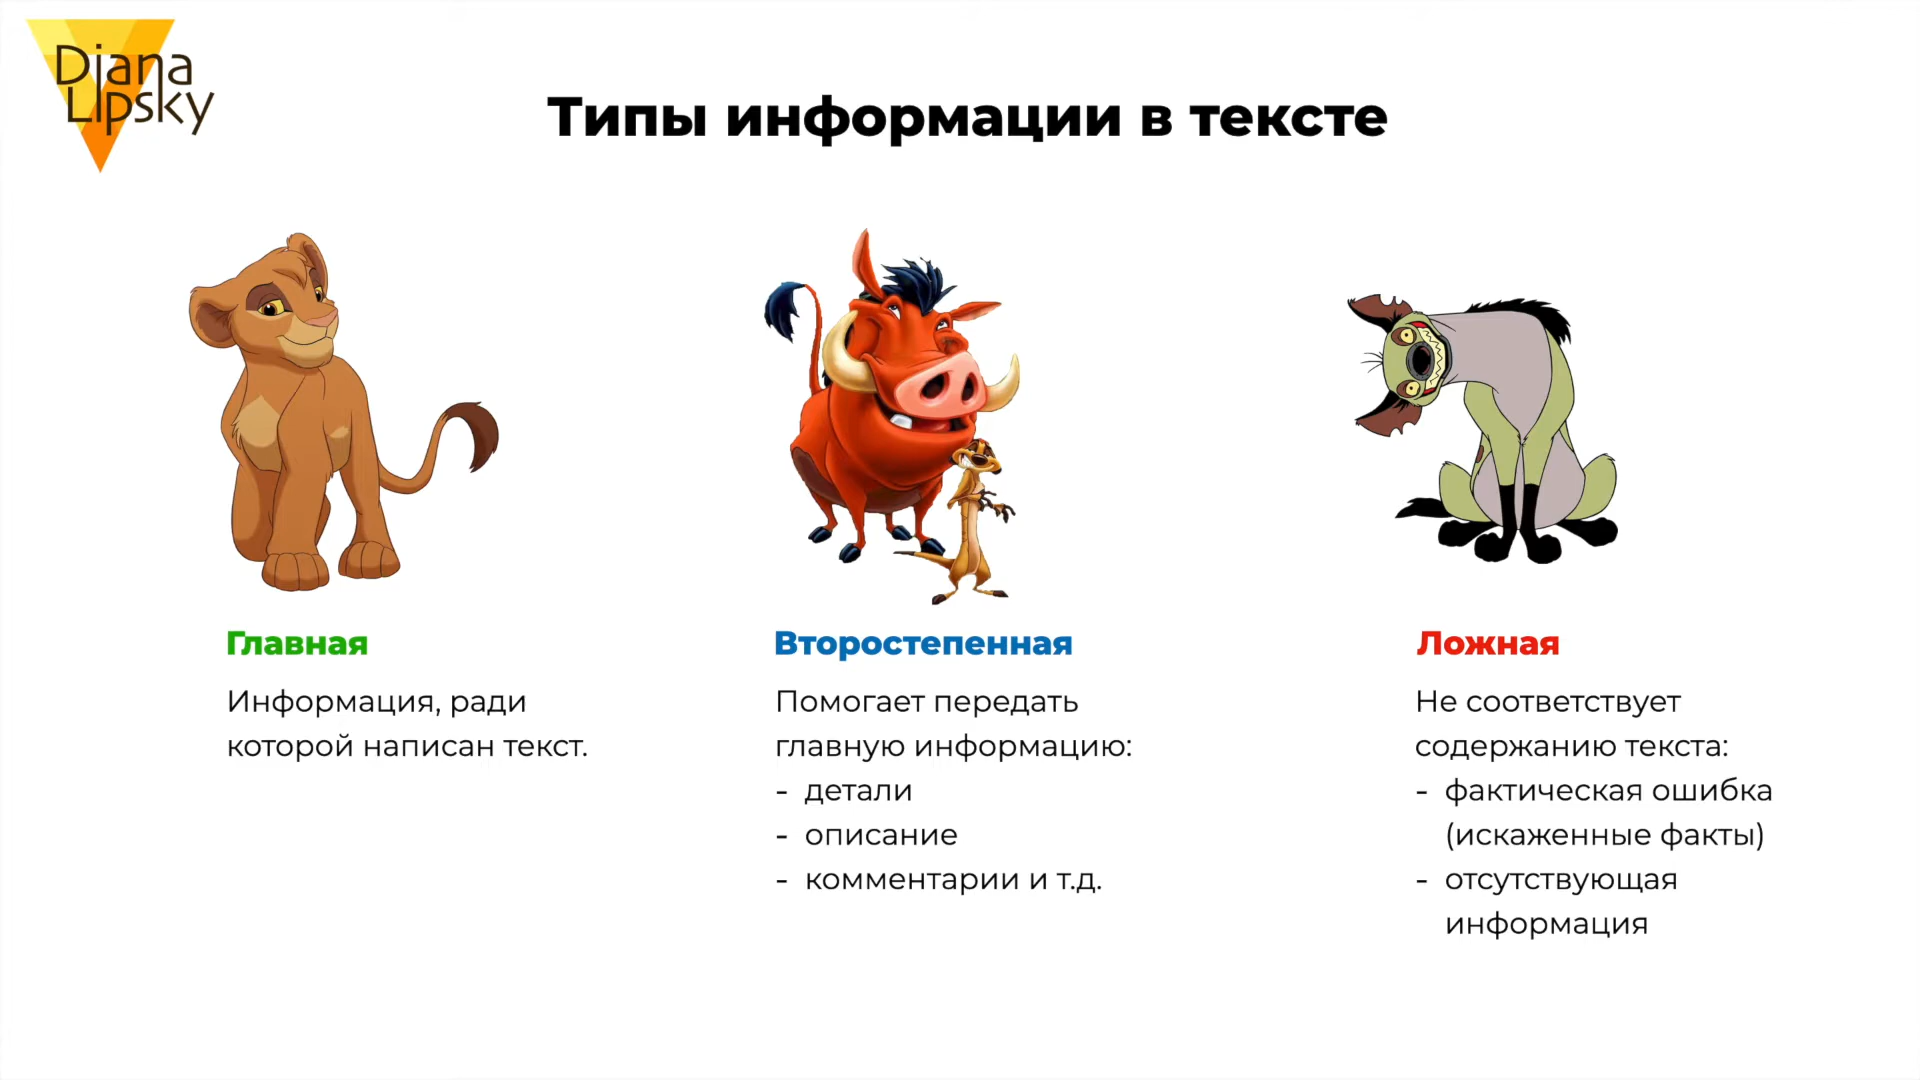 Diana
Lipsky
Типы информации в тексте
Главная
Информация, ради
которой написан текст.
Второстепенная
Помогает передать
главную информацию:
- детали
- описание
- комментарии и т.д.
Ложная
Не соответствует
содержанию текста:
- фактическая ошибка
(искаженные факты)
- отсутствующая
информация